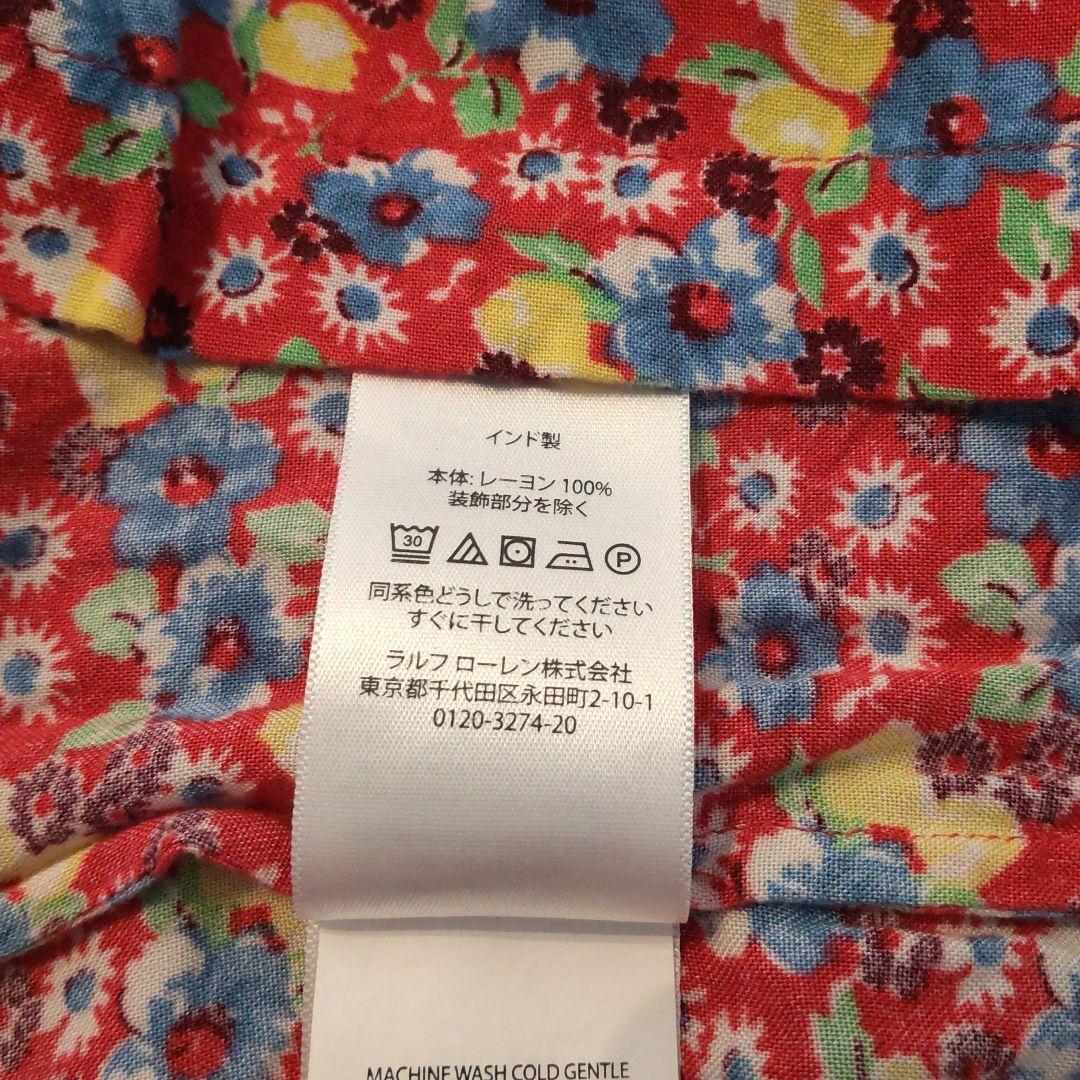 インド製
本体: レーヨン 100%
装飾部分を除く
30 P
同系色どうしで洗ってください
すぐに干してください
ラルフ ローレン株式会社
東京都千代田区永田町2-10-1
0120-3274-20
MACHINE WASH COLD GENTLE